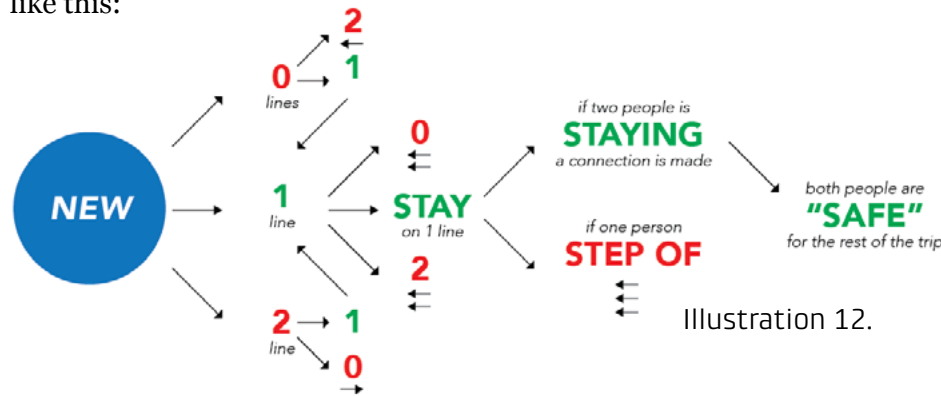 like this:
2
0
lines
1
NEW
1
line
0
STAY
on 1 line
2
2
line
1
0
if two people is
STAYING
a connection is made
if one person
STEP OF
both people are
"SAFE"
for the rest of the trip
Illustration 12.